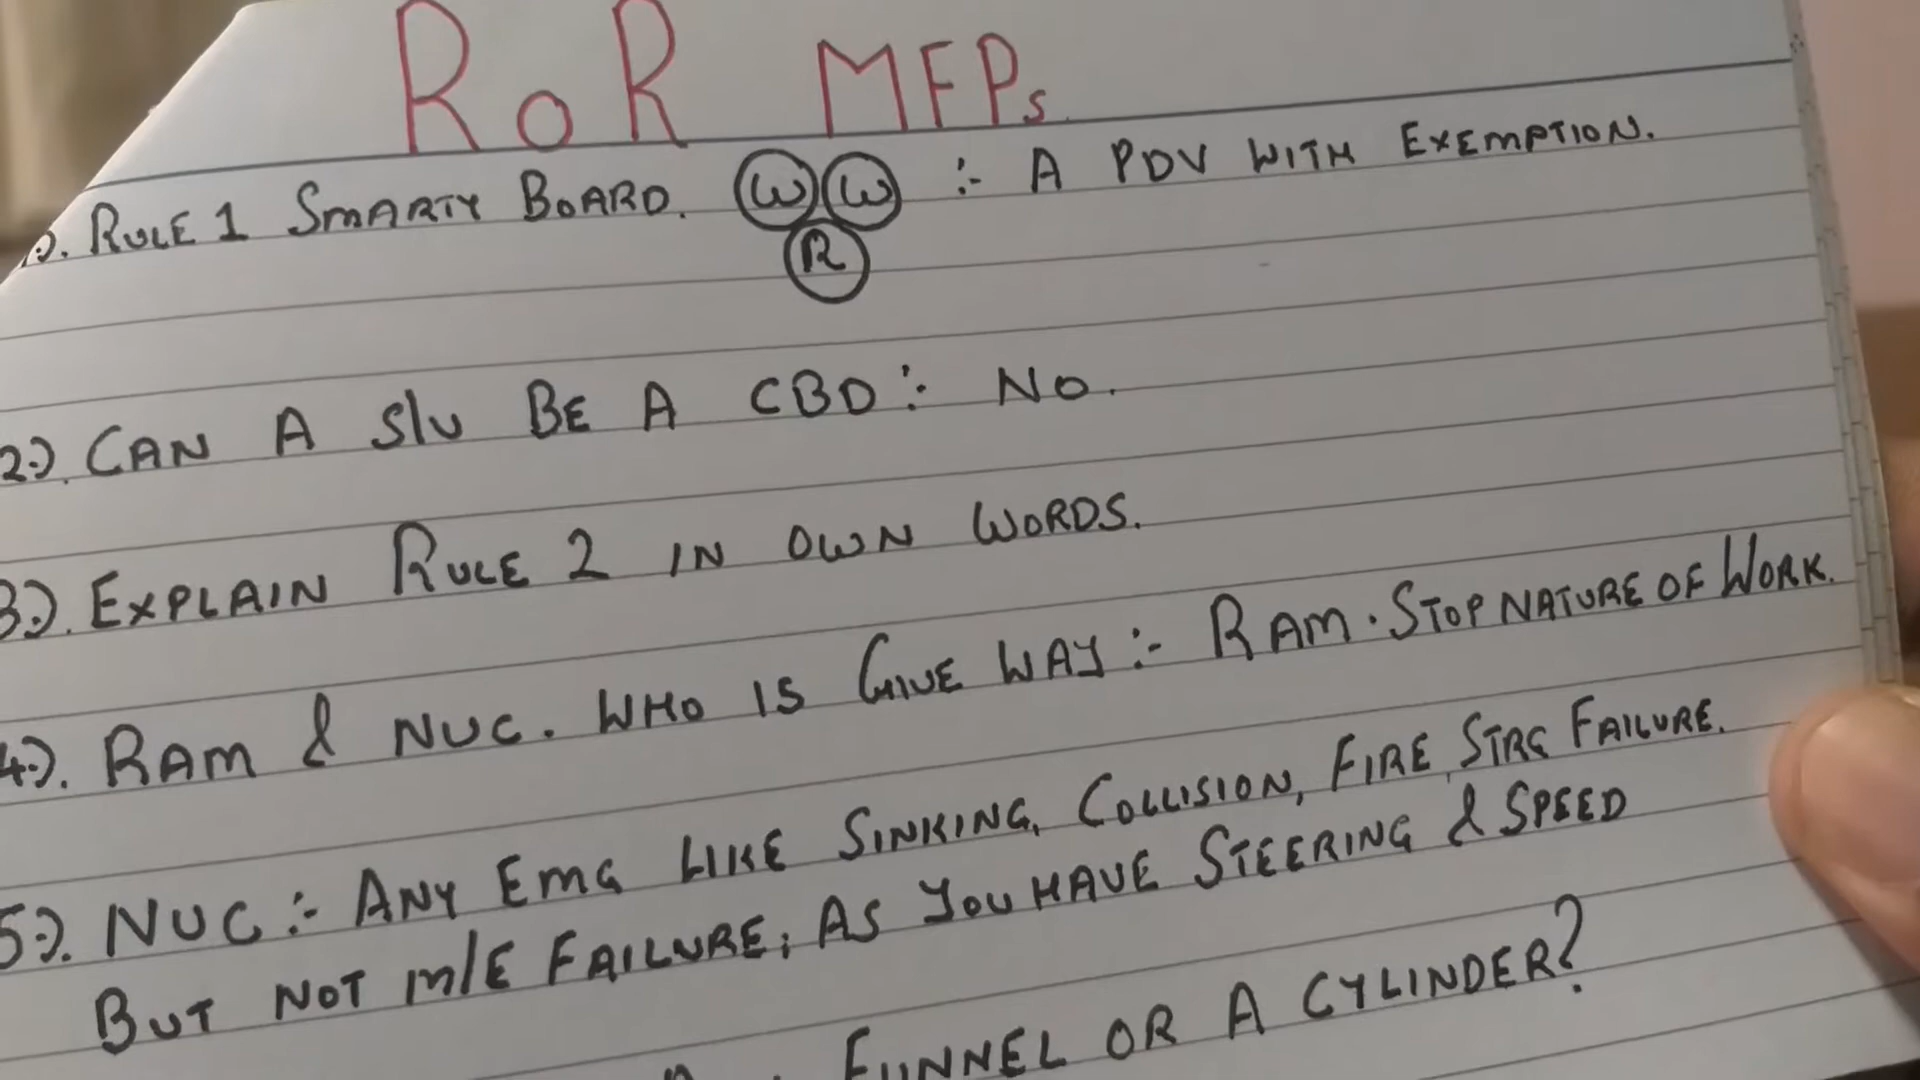 RoR MFPs
1). RULE 1 SMARTY BOARD. W W :- A PDV WITH EXEMPTION.
R
2). CAN A S/V BE A CBD :- NO.
3). EXPLAIN RULE 2 IN OWN WORDS.
4). RAM & NUC. WHO IS GIVE WAY :- RAM. STOP NATURE OF WORK.
5). NUC :- ANY EMG LIKE SINKING, COLLISION, FIRE, STRG FAILURE.
BUT NOT M/E FAILURE; AS YOU HAVE STEERING & SPEED
FUNNEL OR A CYLINDER?